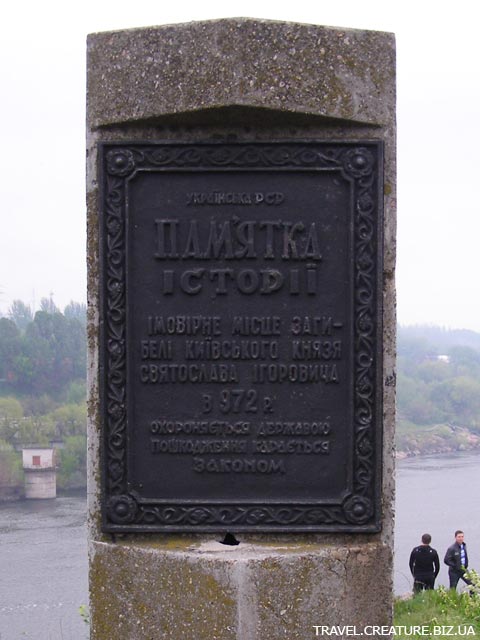 УКРАЇНСЬКА РСР
ПАМ'ЯТКА
ІСТОРІЇ
ІМОВІРНЕ МІСЦЕ ЗАГИ-
БЕЛІ КИЇВСЬКОГО КНЯЗЯ
СВЯТОСЛАВА ІГОРОВИЧА
В 972 р.
ОХОРОНЯЄТЬСЯ ДЕРЖАВОЮ
ПОШКОДЖЕННЯ КАРАЄТЬСЯ
ЗАКОНОМ
TRAVEL.CREATURE.BIZ.UA